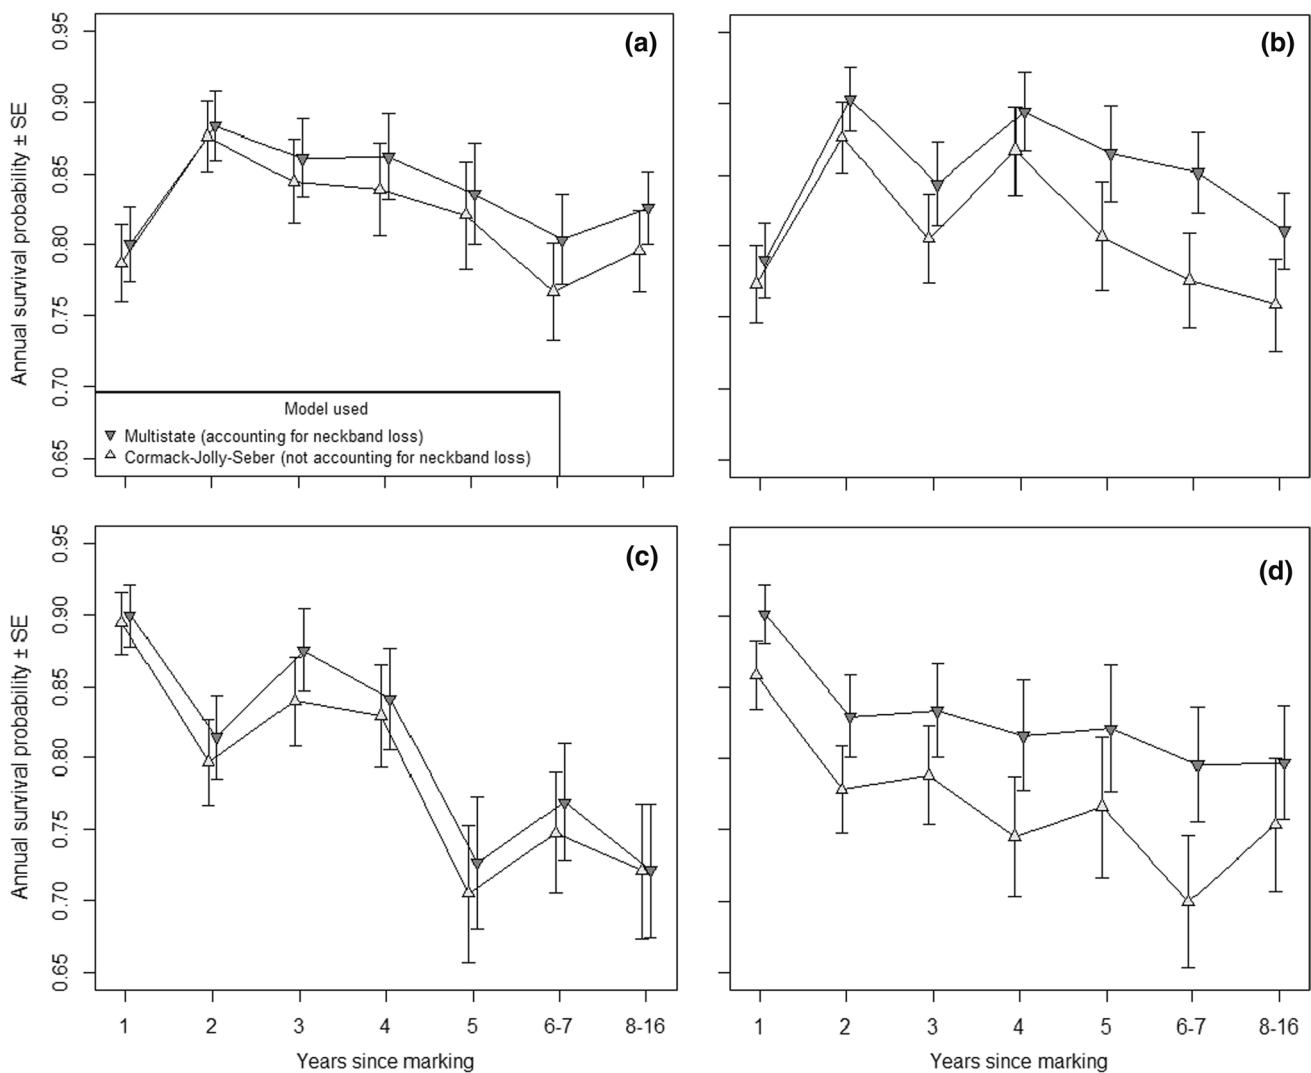 (a)
(b)
Annual survival probability ± SE
0.95
0.90
0.85
0.80
0.75
0.70
0.65
Model used
Multistate (accounting for neckband loss)
Cormack-Jolly-Seber (not accounting for neckband loss)
(c)
(d)
Annual survival probability ± SE
0.95
0.90
0.85
0.80
0.75
0.70
0.65
1 2 3 4 5 6-7 8-16
1 2 3 4 5 6-7 8-16
Years since marking
Years since marking